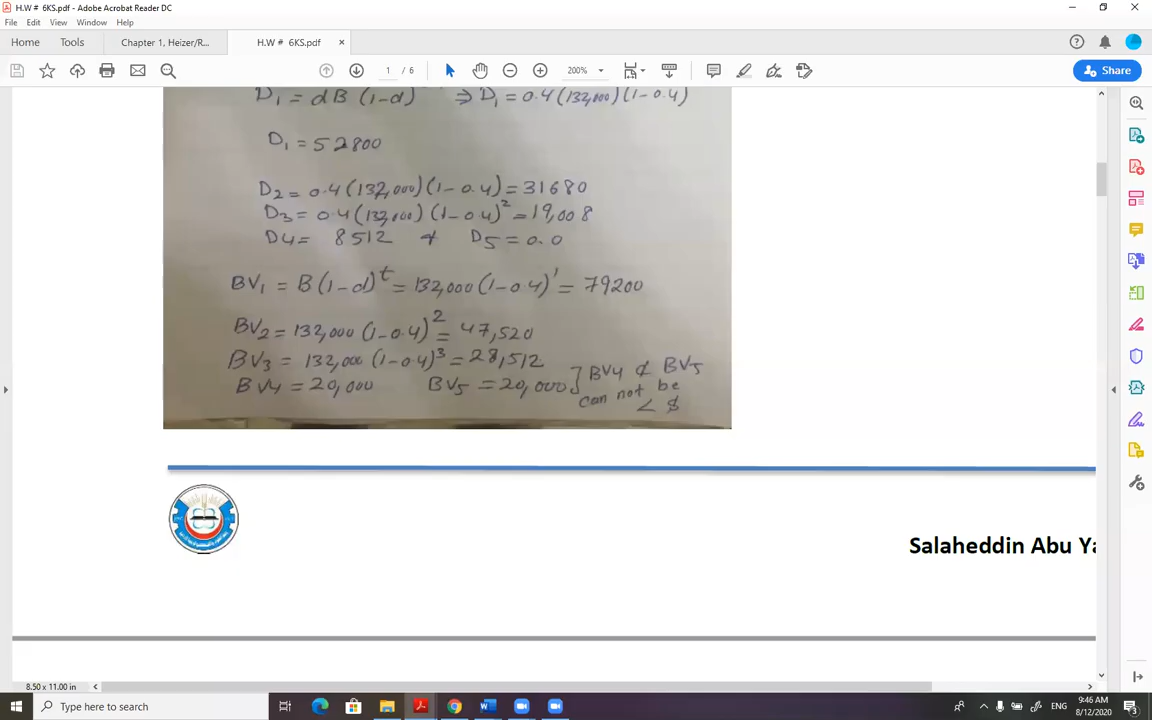 H.W # 6KS.pdf - Adobe Acrobat Reader DC
File Edit View Window Help
Home Tools Chapter 1, Heizer/R... H.W # 6KS.pdf ×
1 / 6 200% Share
D₁ = dB (1-d) ⇒ D₁ = 0.4(132,000)(1-0.4)
D₁ = 52800
D₂ = 0.4(132,000)(1-0.4) = 31680
D₃ = 0.4(132,000)(1-0.4)² = 19,008
D₄ = 8512 & D₅ = 0.0
BV₁ = B(1-d)ᵗ = 132,000(1-0.4)¹ = 79200
BV₂ = 132,000(1-0.4)² = 47,520
BV₃ = 132,000(1-0.4)³ = 28,512
BV₄ = 20,000 BV₅ = 20,000 ] BV₄ & BV₅
can not be
< $
Salaheddin Abu Ya
8.50 x 11.00 in
Type here to search
ENG
9:46 AM
8/12/2020
3